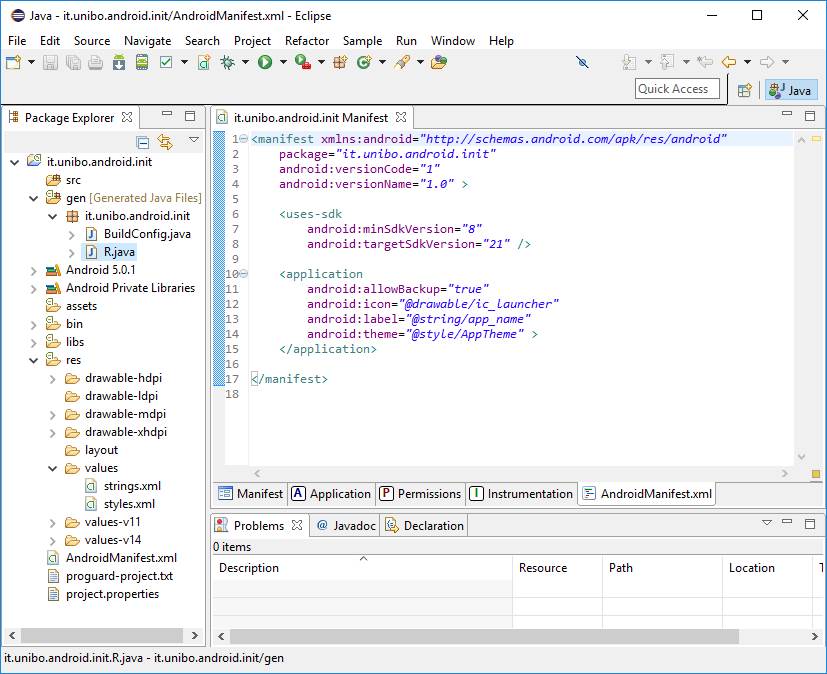 Java - it.unibo.android.init/AndroidManifest.xml - Eclipse
File Edit Source Navigate Search Project Refactor Sample Run Window Help
Quick Access
Java
Package Explorer
it.unibo.android.init
src
gen [Generated Java Files]
it.unibo.android.init
BuildConfig.java
R.java
Android 5.0.1
Android Private Libraries
assets
bin
libs
res
drawable-hdpi
drawable-ldpi
drawable-mdpi
drawable-xhdpi
layout
values
strings.xml
styles.xml
values-v11
values-v14
AndroidManifest.xml
proguard-project.txt
project.properties
it.unibo.android.init Manifest
1 <manifest xmlns:android="http://schemas.android.com/apk/res/android"
2 package="it.unibo.android.init"
3 android:versionCode="1"
4 android:versionName="1.0" >
5
6 <uses-sdk
7 android:minSdkVersion="8"
8 android:targetSdkVersion="21" />
9
10 <application
11 android:allowBackup="true"
12 android:icon="@drawable/ic_launcher"
13 android:label="@string/app_name"
14 android:theme="@style/AppTheme" >
15 </application>
16
17 </manifest>
18
Manifest A Application P Permissions I Instrumentation AndroidManifest.xml
Problems @ Javadoc Declaration
0 items
Description Resource Path Location T
it.unibo.android.init.R.java - it.unibo.android.init/gen